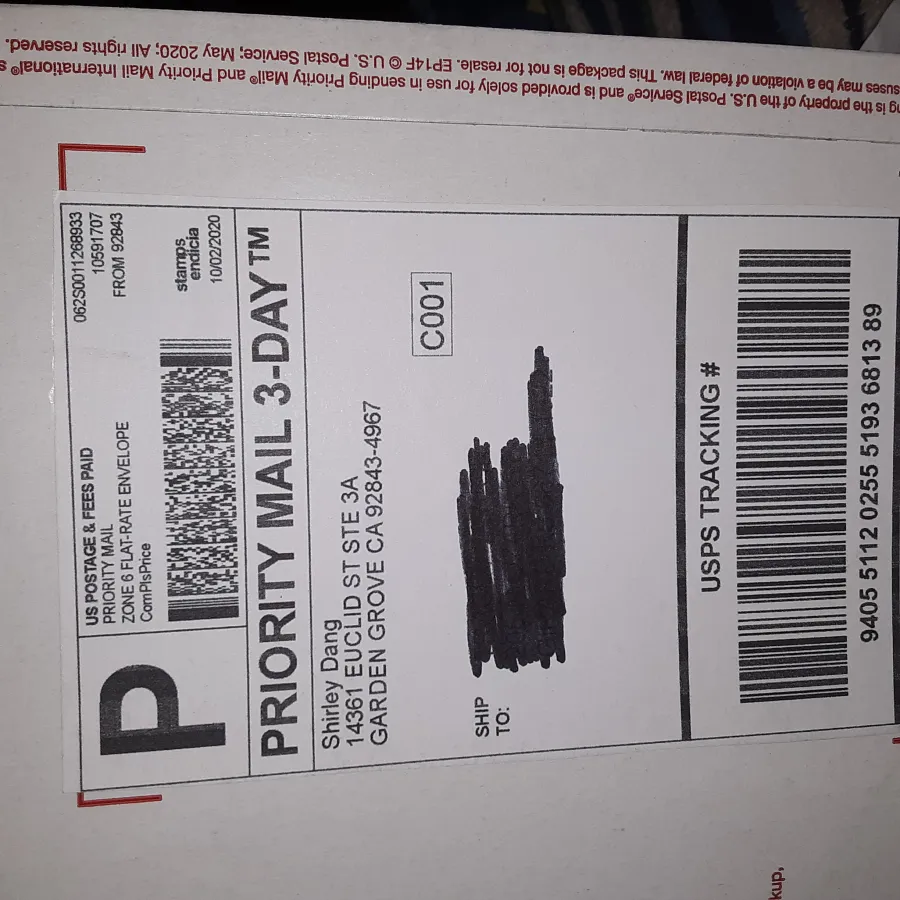 suses may be a violation of federal law. This package is not for resale. EP14F © U.S. Postal Service; May 2020; All rights reserved.
ng is the property of the U.S. Postal Service® and is provided solely for use in sending Priority Mail® and Priority Mail International® s
P
US POSTAGE & FEES PAID
PRIORITY MAIL
ZONE 6 FLAT-RATE ENVELOPE
ComPlsPrice
062S0011268933
10591707
FROM 92843
stamps
endicia
10/02/2020
PRIORITY MAIL 3-DAY™
Shirley Dang
14361 EUCLID ST STE 3A
GARDEN GROVE CA 92843-4967
C001
SHIP
TO:
USPS TRACKING #
9405 5112 0255 5193 6813 89
kup,